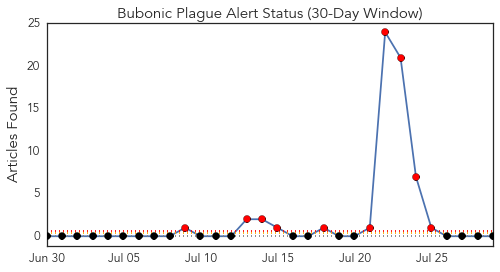 Bubonic Plague Alert Status (30-Day Window)
Articles Found
25
20
15
10
5
0
Jun 30
Jul 05
Jul 10
Jul 15
Jul 20
Jul 25